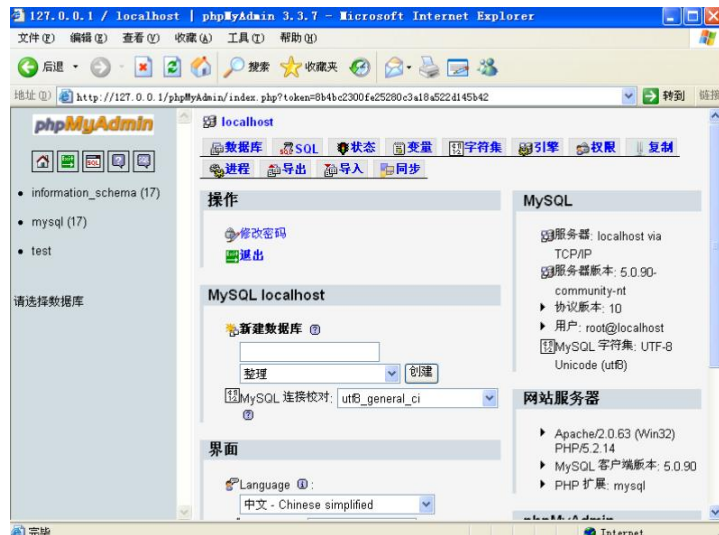 127.0.0.1 / localhost | phpMyAdmin 3.3.7 - Microsoft Internet Explorer
文件(F) 编辑(E) 查看(V) 收藏(A) 工具(T) 帮助(H)
后退 搜索 收藏夹
地址(D) http://127.0.0.1/phpMyAdmin/index.php?token=8b4bc2300fe25280c3a18a522d145b42 转到 链接
phpMyAdmin
information_schema (17)
mysql (17)
test
请选择数据库
localhost
数据库 SQL 状态 变量 字符集 引擎 权限 复制
进程 导出 导入 同步
操作
修改密码
退出
MySQL localhost
新建数据库
整理 创建
MySQL 连接校对: utf8_general_ci
界面
Language :
中文 - Chinese simplified
MySQL
服务器: localhost via
TCP/IP
服务器版本: 5.0.90-
community-nt
协议版本: 10
用户: root@localhost
MySQL 字符集: UTF-8
Unicode (utf8)
网站服务器
Apache/2.0.63 (Win32)
PHP/5.2.14
MySQL 客户端版本: 5.0.90
PHP 扩展: mysql
phpMyAdmin
完毕 Internet